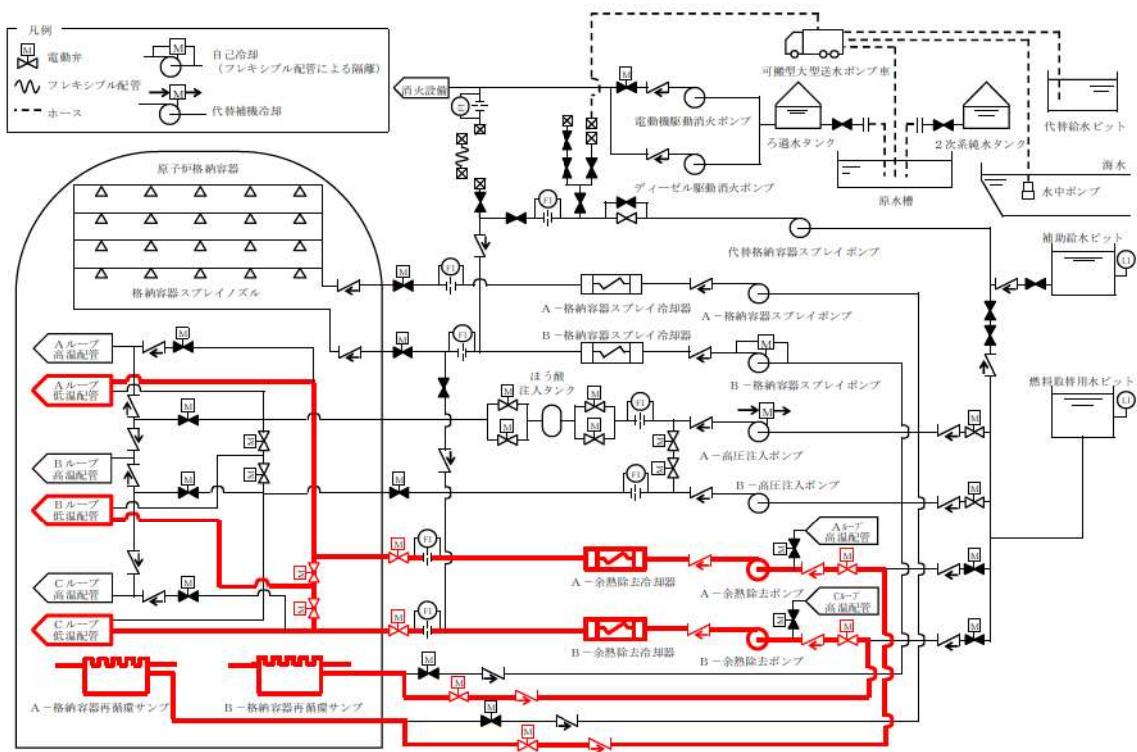 凡例
M
電動弁
フレキシブル配管
ホース
M
自己冷却
（フレキシブル配管による隔離）
M
代替補機冷却
消火設備
M
電動機駆動消火ポンプ
ディーゼル駆動消火ポンプ
可搬型大型送水ポンプ車
ろ過水タンク
2次系純水タンク
代替給水ピット
原水槽
海水
水中ポンプ
FI
代替格納容器スプレイポンプ
補助給水ピット
LI
原子炉格納容器
格納容器スプレイノズル
M
FI
A－格納容器スプレイ冷却器
A－格納容器スプレイポンプ
M
FI
B－格納容器スプレイ冷却器
M
B－格納容器スプレイポンプ
燃料取替用水ピット
LI
Aループ
高温配管
M
Aループ
低温配管
ほう酸
注入タンク
M
M
M
M
M
FI
M
A－高圧注入ポンプ
M
M
M
Bループ
高温配管
M
M
Bループ
低温配管
M
M
FI
B－高圧注入ポンプ
M
Aループ
高温配管
M
M
FI
A－余熱除去冷却器
A－余熱除去ポンプ
M
M
M
M
Cループ
高温配管
M
Cループ
高温配管
M
Cループ
低温配管
M
FI
B－余熱除去冷却器
B－余熱除去ポンプ
M
M
M
M
A－格納容器再循環サンプ
B－格納容器再循環サンプ
M
M